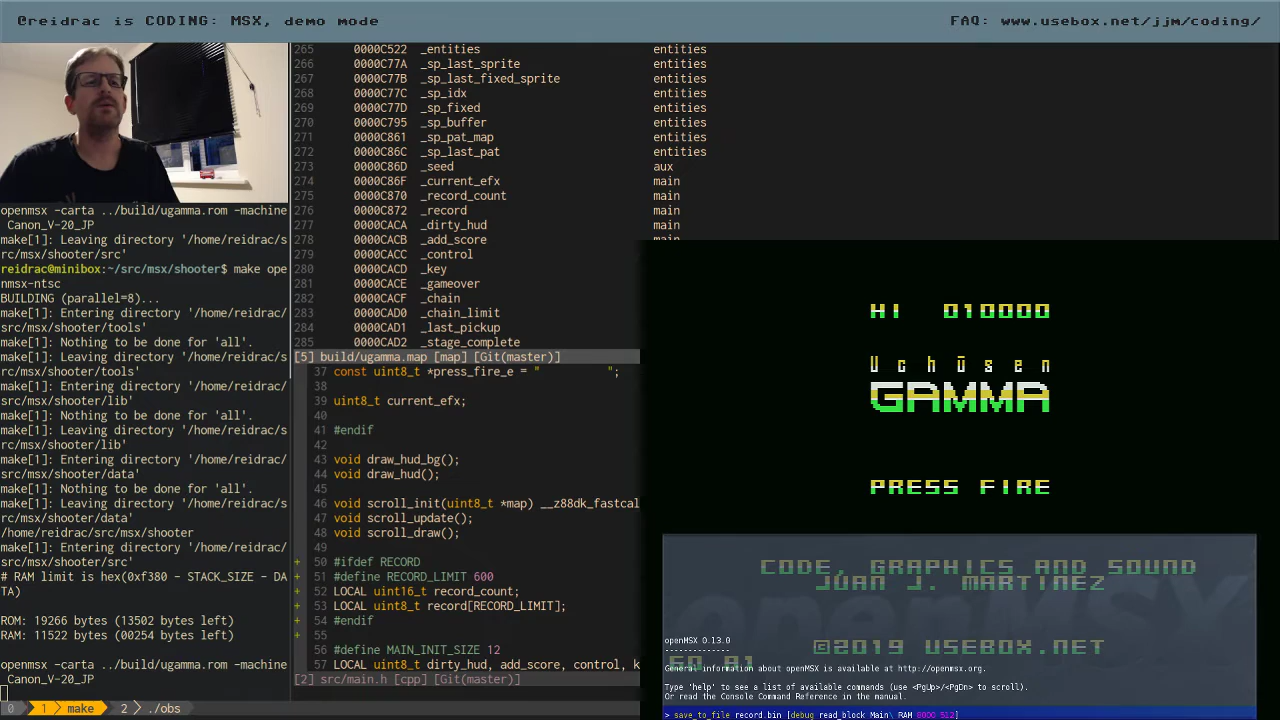 @reidrac is CODING: MSX, demo mode
FAQ: www.usebox.net/jjm/coding/
openmsx -carta ../build/ugamma.rom -machine
 Canon_V-20_JP
make[1]: Leaving directory '/home/reidrac/s
rc/msx/shooter/src'
reidrac@minibox:~/src/msx/shooter$ make ope
nmsx-ntsc
BUILDING (parallel=8)...
make[1]: Entering directory '/home/reidrac/
src/msx/shooter/tools'
make[1]: Nothing to be done for 'all'.
make[1]: Leaving directory '/home/reidrac/s
rc/msx/shooter/tools'
make[1]: Entering directory '/home/reidrac/
src/msx/shooter/lib'
make[1]: Nothing to be done for 'all'.
make[1]: Leaving directory '/home/reidrac/s
rc/msx/shooter/lib'
make[1]: Entering directory '/home/reidrac/
src/msx/shooter/data'
make[1]: Nothing to be done for 'all'.
make[1]: Leaving directory '/home/reidrac/s
rc/msx/shooter/data'
/home/reidrac/src/msx/shooter
make[1]: Entering directory '/home/reidrac/
src/msx/shooter/src'
# RAM limit is hex(0xf380 - STACK_SIZE - DA
TA)
ROM: 19266 bytes (13502 bytes left)
RAM: 11522 bytes (00254 bytes left)
openmsx -carta ../build/ugamma.rom -machine
 Canon_V-20_JP
0 1 make 2 ./obs
265 0000C522 _entities entities
266 0000C77A _sp_last_sprite entities
267 0000C77B _sp_last_fixed_sprite entities
268 0000C77C _sp_idx entities
269 0000C77D _sp_fixed entities
270 0000C795 _sp_buffer entities
271 0000C861 _sp_pat_map entities
272 0000C86C _sp_last_pat entities
273 0000C86D _seed aux
274 0000C86F _current_efx main
275 0000C870 _record_count main
276 0000C872 _record main
277 0000CACA _dirty_hud main
278 0000CACB _add_score main
279 0000CACC _control
280 0000CACD _key
281 0000CACE _gameover
282 0000CACF _chain
283 0000CAD0 _chain_limit
284 0000CAD1 _last_pickup
285 0000CAD2 _stage_complete
[5] build/ugamma.map [map] [Git(master)]
37 const uint8_t *press_fire_e = "          ";
38
39 uint8_t current_efx;
40
41 #endif
42
43 void draw_hud_bg();
44 void draw_hud();
45
46 void scroll_init(uint8_t *map) __z88dk_fastcal
47 void scroll_update();
48 void scroll_draw();
49
+ 50 #ifdef RECORD
+ 51 #define RECORD_LIMIT 600
+ 52 LOCAL uint16_t record_count;
+ 53 LOCAL uint8_t record[RECORD_LIMIT];
+ 54 #endif
+ 55
56 #define MAIN_INIT_SIZE 12
57 LOCAL uint8_t dirty_hud, add_score, control, k
[2] src/main.h [cpp] [Git(master)]
HI 010000
Uchūsen
GAMMA
PRESS FIRE
CODE, GRAPHICS AND SOUND
JUAN J. MARTINEZ
©2019 USEBOX.NET
openMSX
openMSX 0.13.0
--------------
General information about openMSX is available at http://openmsx.org.
Type 'help' to see a list of available commands (use <PgUp>/<PgDn> to scroll).
Or read the Console Command Reference in the manual.
> save_to_file record.bin [debug read_block Main\ RAM 8000 512]